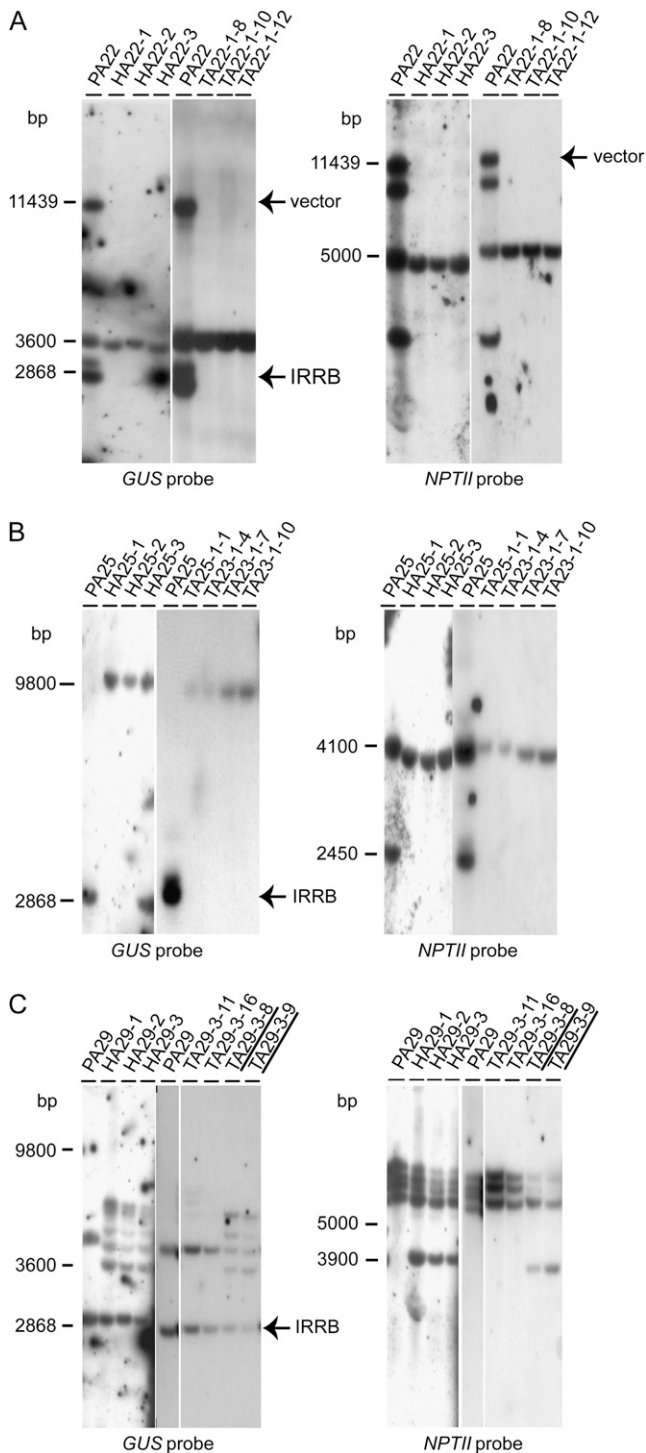 A
PA22 HA22-1 HA22-2 HA22-3 PA22 TA22-1-8 TA22-1-10 TA22-1-12
bp
11439
3600
2868
vector
IRRB
GUS probe
PA22 HA22-1 HA22-2 HA22-3 PA22 TA22-1-8 TA22-1-10 TA22-1-12
bp
11439
5000
vector
NPTII probe
B
PA25 HA25-1 HA25-2 HA25-3 PA25 TA25-1-1 TA23-1-4 TA23-1-7 TA23-1-10
bp
9800
2868
IRRB
GUS probe
PA25 HA25-1 HA25-2 HA25-3 PA25 TA25-1-1 TA23-1-4 TA23-1-7 TA23-1-10
bp
4100
2450
NPTII probe
C
PA29 HA29-1 HA29-2 HA29-3 PA29 TA29-3-11 TA29-3-16 TA29-3-8 TA29-3-9
bp
9800
3600
2868
IRRB
GUS probe
PA29 HA29-1 HA29-2 HA29-3 PA29 TA29-3-11 TA29-3-16 TA29-3-8 TA29-3-9
bp
5000
3900
NPTII probe